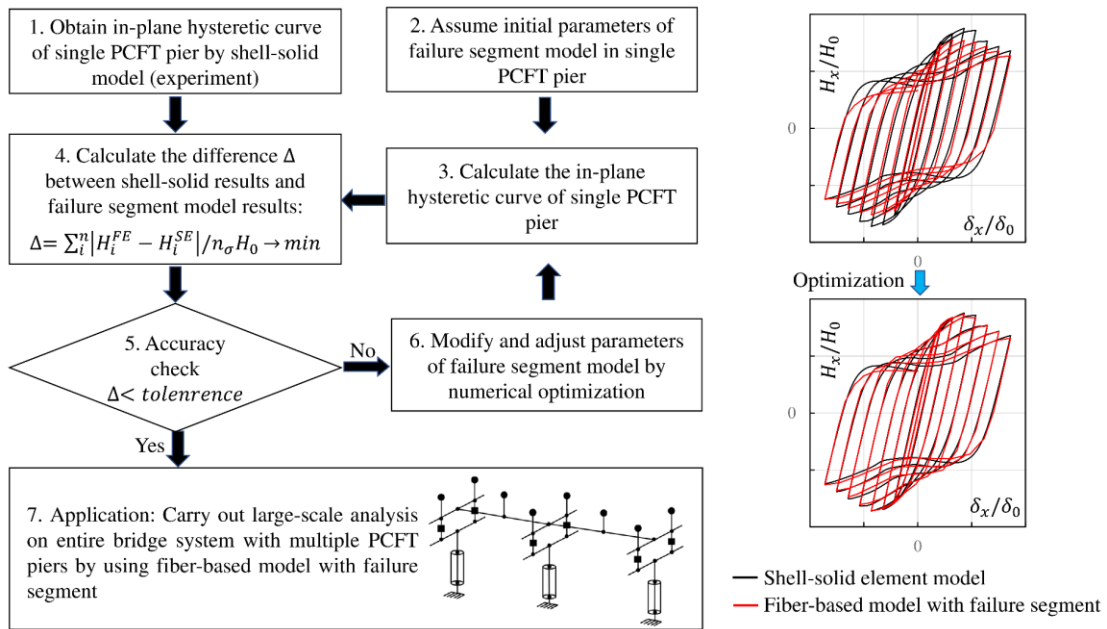 1. Obtain in-plane hysteretic curve
of single PCFT pier by shell-solid
model (experiment)
2. Assume initial parameters of
failure segment model in single
PCFT pier
4. Calculate the difference Δ
between shell-solid results and
failure segment model results:
Δ= ∑ᵢⁿ|Hᵢ^FE − Hᵢ^SE|/n_σH₀ → min
3. Calculate the in-plane
hysteretic curve of single PCFT
pier
5. Accuracy
check
Δ< tolenrence
No
6. Modify and adjust parameters
of failure segment model by
numerical optimization
Yes
7. Application: Carry out large-scale analysis
on entire bridge system with multiple PCFT
piers by using fiber-based model with failure
segment
Hₓ/H₀
0
δₓ/δ₀
0
Optimization
Hₓ/H₀
0
δₓ/δ₀
0
Shell-solid element model
Fiber-based model with failure segment